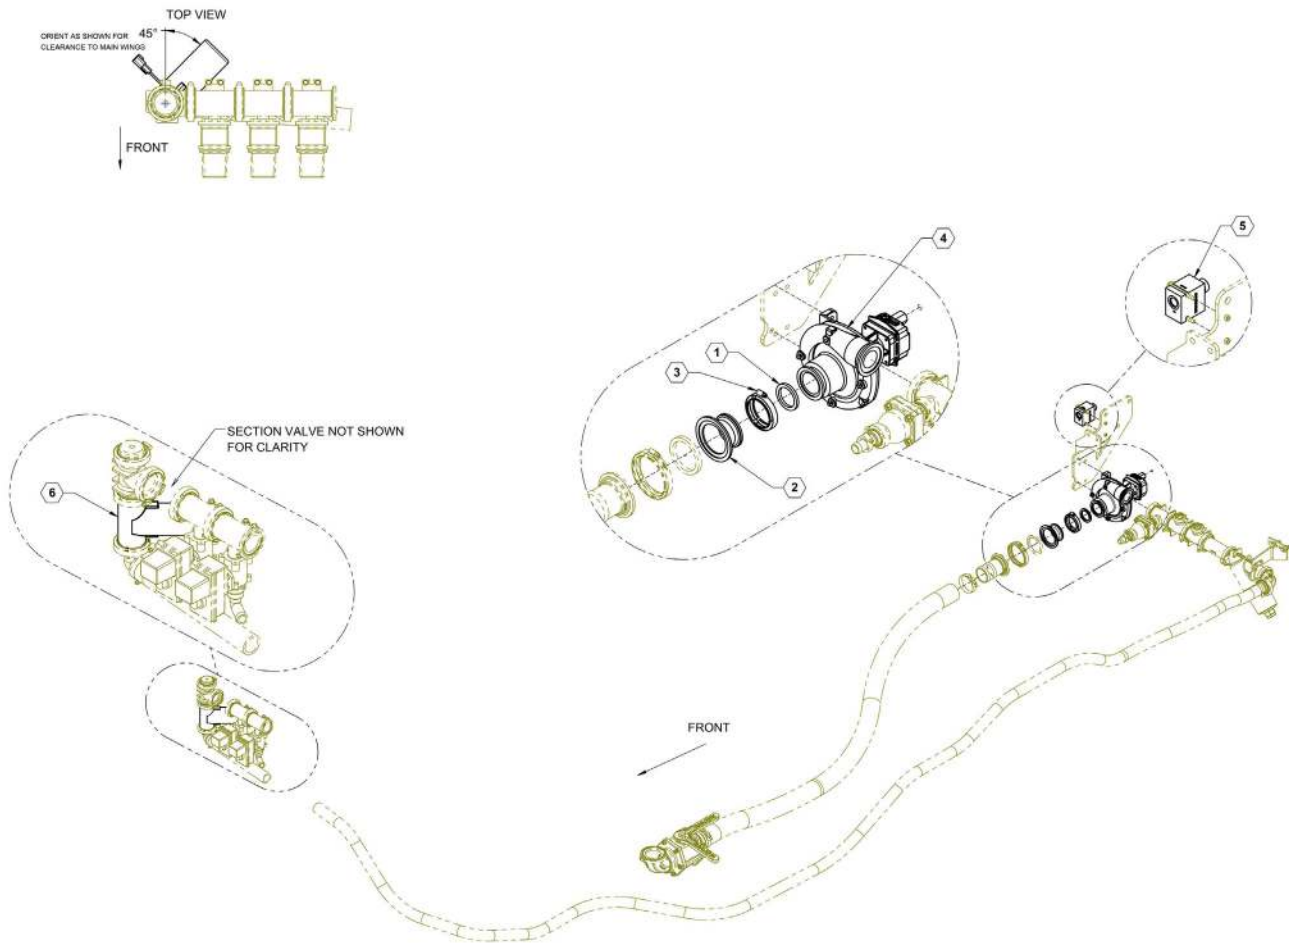 TOP VIEW
ORIENT AS SHOWN FOR
CLEARANCE TO MAIN WINGS
45°
FRONT
4
5
1
3
2
SECTION VALVE NOT SHOWN
FOR CLARITY
6
FRONT